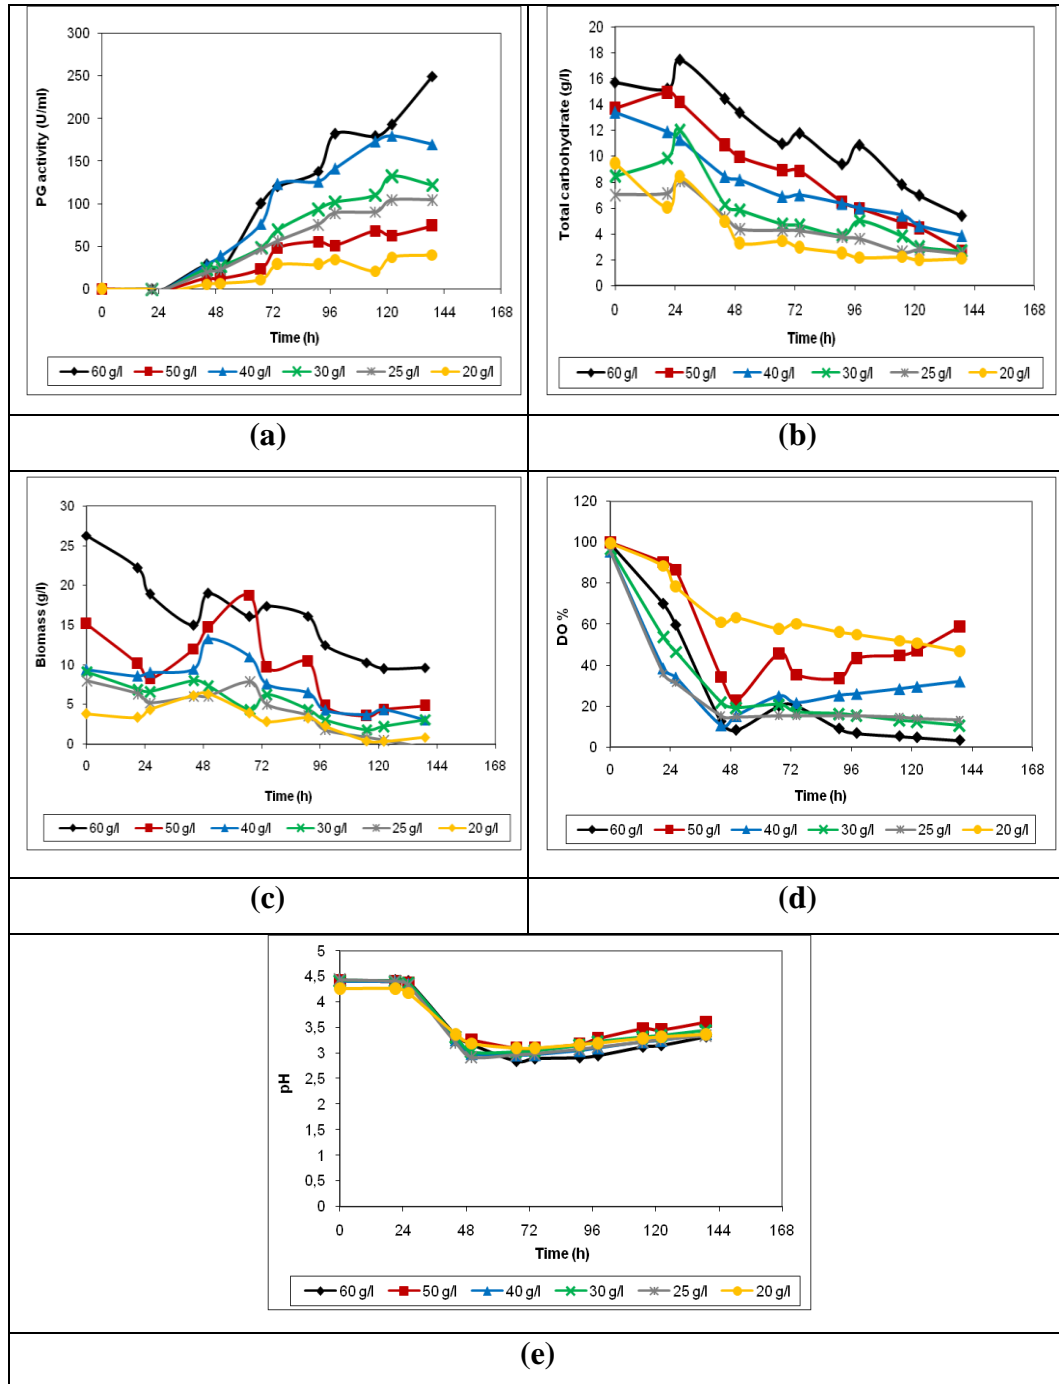 300
250
200
150
100
50
0
PG activity (U/ml)
0 24 48 72 96 120 144 168
Time (h)
60 g/l 50 g/l 40 g/l 30 g/l 25 g/l 20 g/l
(a)
20
18
16
14
12
10
8
6
4
2
0
Total carbohydrate (g/l)
0 24 48 72 96 120 144 168
Time (h)
60 g/l 50 g/l 40 g/l 30 g/l 25 g/l 20 g/l
(b)
30
25
20
15
10
5
0
Biomass (g/l)
0 24 48 72 96 120 144 168
Time (h)
60 g/l 50 g/l 40 g/l 30 g/l 25 g/l 20 g/l
(c)
120
100
80
60
40
20
0
DO %
0 24 48 72 96 120 144 168
Time (h)
60 g/l 50 g/l 40 g/l 30 g/l 25 g/l 20 g/l
(d)
5
4,5
4
3,5
3
2,5
2
1,5
1
0,5
0
pH
0 24 48 72 96 120 144 168
Time (h)
60 g/l 50 g/l 40 g/l 30 g/l 25 g/l 20 g/l
(e)